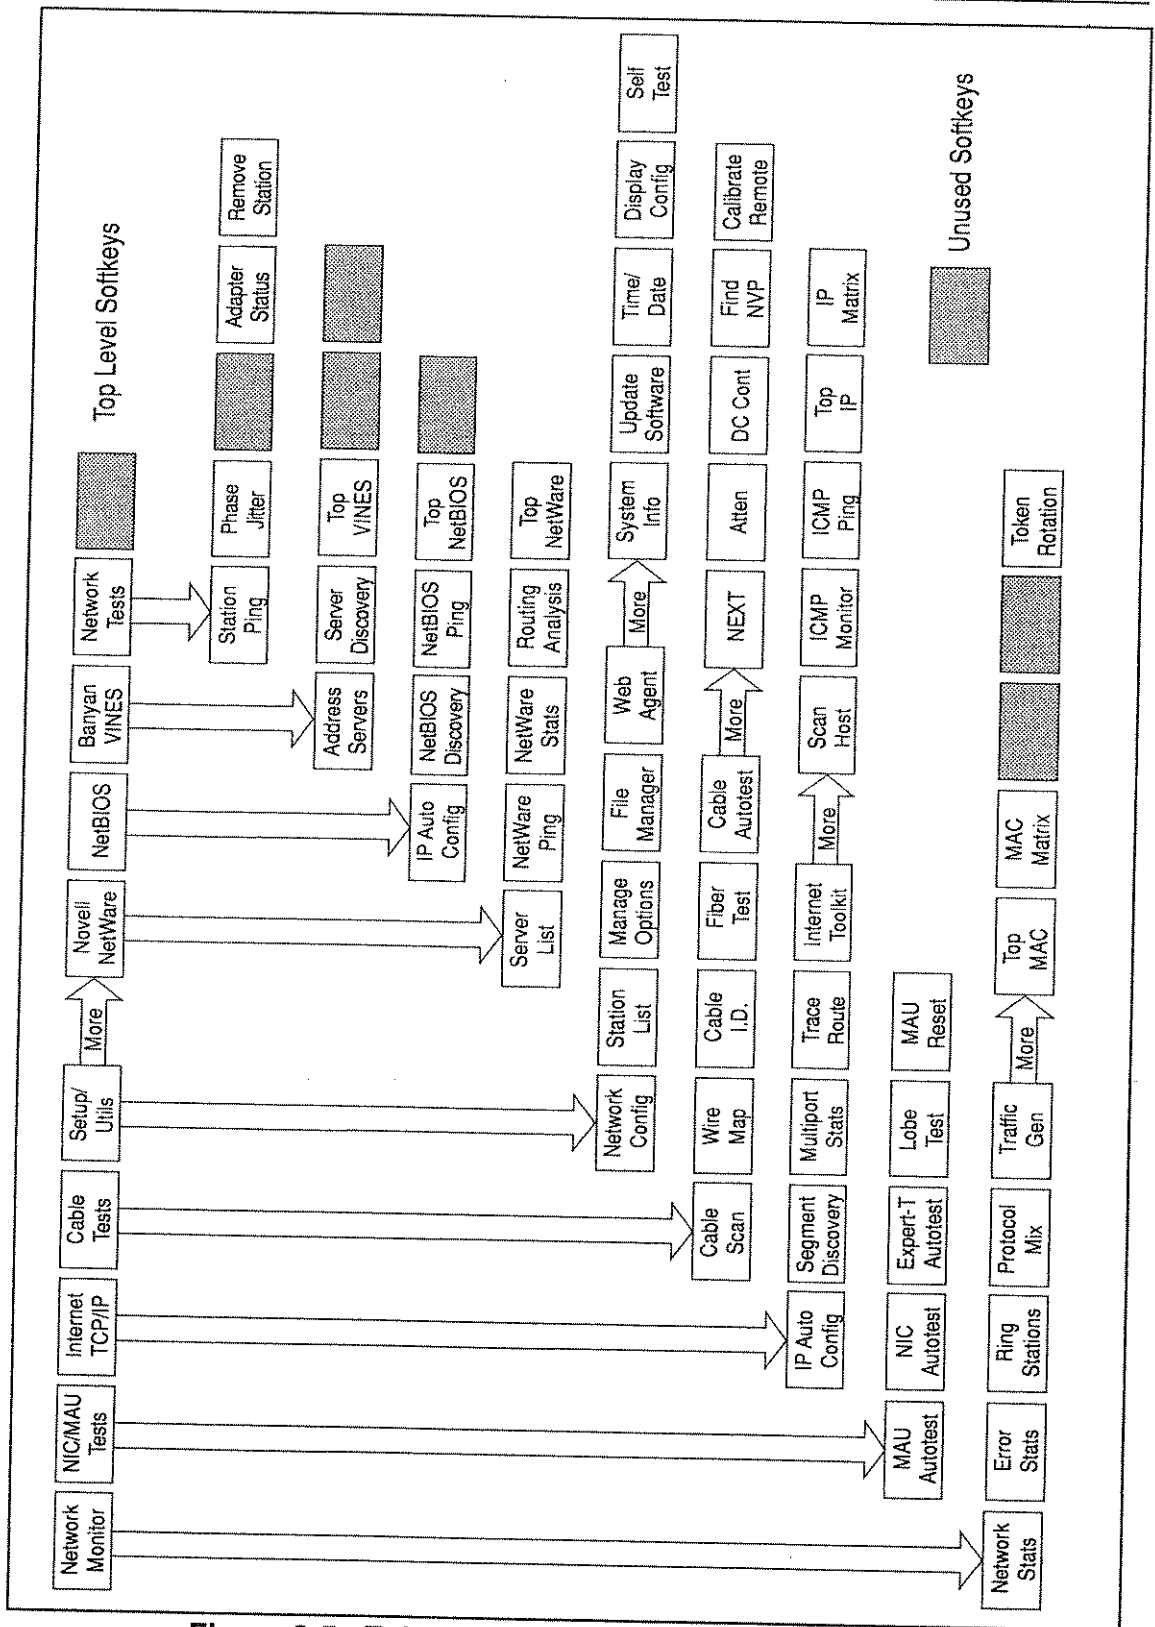 Top Level Softkeys
Network
Monitor
NIC/MAU
Tests
Internet
TCP/IP
Cable
Tests
Setup/
Utils
More
Novell
NetWare
NetBIOS
Banyan
VINES
Network
Tests
Station
Ping
Phase
Jitter
Adapter
Status
Remove
Station
Address
Servers
Server
Discovery
Top
VINES
IP Auto
Config
NetBIOS
Discovery
NetBIOS
Ping
Top
NetBIOS
Server
List
NetWare
Ping
NetWare
Stats
Routing
Analysis
Top
NetWare
Network
Config
Station
List
Manage
Options
File
Manager
Web
Agent
More
System
Info
Update
Software
Time/
Date
Display
Config
Self
Test
Cable
Scan
Wire
Map
Cable
I.D.
Fiber
Test
Cable
Autotest
More
NEXT
Atten
DC Cont
Find
NVP
Calibrate
Remote
IP Auto
Config
Segment
Discovery
Multiport
Stats
Trace
Route
Internet
Toolkit
More
Scan
Host
ICMP
Monitor
ICMP
Ping
Top
IP
IP
Matrix
MAU
Autotest
NIC
Autotest
Expert-T
Autotest
Lobe
Test
MAU
Reset
Unused Softkeys
Network
Stats
Error
Stats
Ring
Stations
Protocol
Mix
Traffic
Gen
More
Top
MAC
MAC
Matrix
Token
Rotation